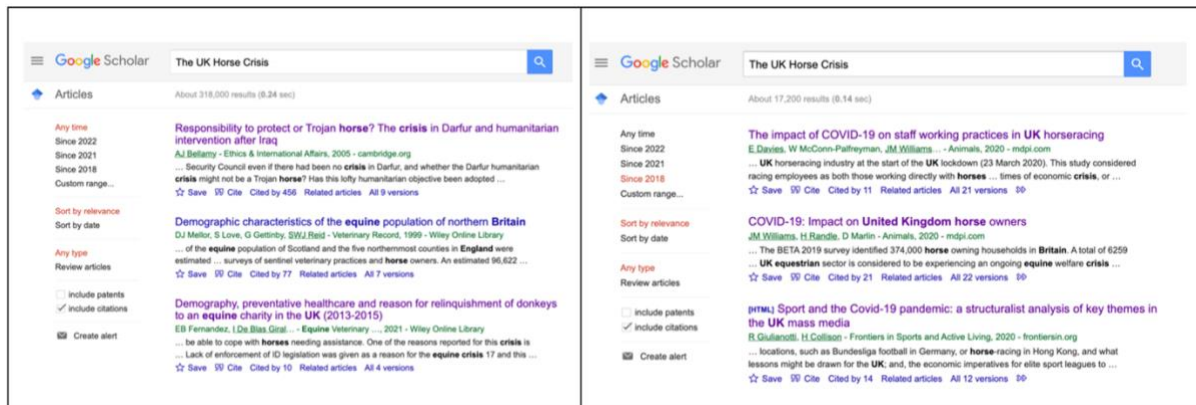 Google Scholar
The UK Horse Crisis
Articles
About 318,000 results (0.24 sec)
Any time
Since 2022
Since 2021
Since 2018
Custom range...
Sort by relevance
Sort by date
Any type
Review articles
include patents
include citations
Create alert
Responsibility to protect or Trojan horse? The crisis in Darfur and humanitarian
intervention after Iraq
AJ Bellamy - Ethics & International Affairs, 2005 - cambridge.org
... Security Council even if there had been no crisis in Darfur, and whether the Darfur humanitarian
crisis might not be a Trojan horse? Has this lofty humanitarian objective been adopted ...
Save Cite Cited by 456 Related articles All 9 versions
Demographic characteristics of the equine population of northern Britain
DJ Mellor, S Love, G Gettinby, SWJ Reid - Veterinary Record, 1999 - Wiley Online Library
... of the equine population of Scotland and the five northernmost counties in England were
estimated ... surveys of sentinel veterinary practices and horse owners. An estimated 96,622 ...
Save Cite Cited by 77 Related articles All 7 versions
Demography, preventative healthcare and reason for relinquishment of donkeys
to an equine charity in the UK (2013-2015)
EB Fernandez, I De Blas Giral... - Equine Veterinary ..., 2021 - Wiley Online Library
... be able to cope with horses needing assistance. One of the reasons reported for this crisis is
... Lack of enforcement of ID legislation was given as a reason for the equine crisis 17 and this ...
Save Cite Cited by 10 Related articles All 4 versions
Google Scholar
The UK Horse Crisis
Articles
About 17,200 results (0.14 sec)
Any time
Since 2022
Since 2021
Since 2018
Custom range...
Sort by relevance
Sort by date
Any type
Review articles
include patents
include citations
Create alert
The impact of COVID-19 on staff working practices in UK horseracing
E Davies, W McConn-Palfreyman, JM Williams... - Animals, 2020 - mdpi.com
... UK horseracing industry at the start of the UK lockdown (23 March 2020). This study considered
racing employees as both those working directly with horses ... times of economic crisis, or ...
Save Cite Cited by 11 Related articles All 21 versions
COVID-19: Impact on United Kingdom horse owners
JM Williams, H Randle, D Marlin - Animals, 2020 - mdpi.com
... The BETA 2019 survey identified 374,000 horse owning households in Britain. A total of 6259
... UK equestrian sector is considered to be experiencing an ongoing equine welfare crisis ...
Save Cite Cited by 21 Related articles All 22 versions
[HTML] Sport and the Covid-19 pandemic: a structuralist analysis of key themes in
the UK mass media
R Giulianotti, H Collison - Frontiers in Sports and Active Living, 2020 - frontiersin.org
... locations, such as Bundesliga football in Germany, or horse-racing in Hong Kong, and what
lessons might be drawn for the UK; and, the economic imperatives for elite sport leagues to ...
Save Cite Cited by 14 Related articles All 12 versions